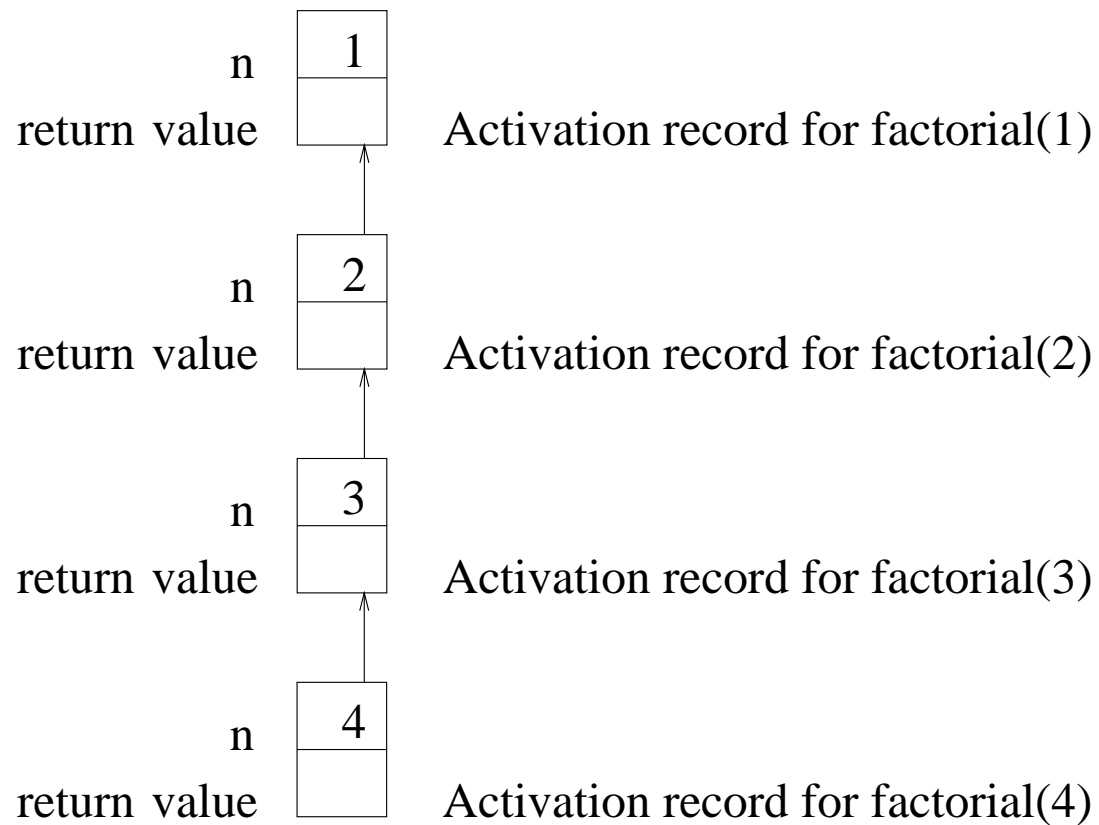 n 1
return value Activation record for factorial(1)
n 2
return value Activation record for factorial(2)
n 3
return value Activation record for factorial(3)
n 4
return value Activation record for factorial(4)